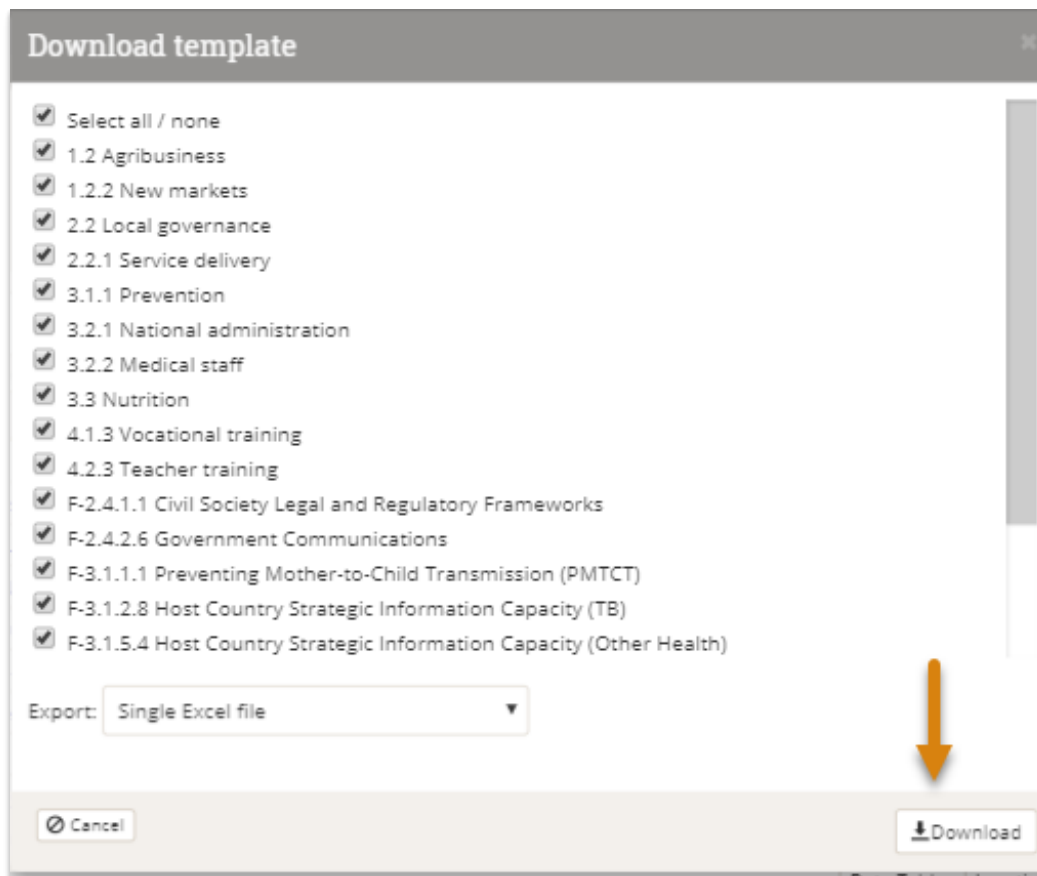 Download template
Select all / none
1.2 Agribusiness
1.2.2 New markets
2.2 Local governance
2.2.1 Service delivery
3.1.1 Prevention
3.2.1 National administration
3.2.2 Medical staff
3.3 Nutrition
4.1.3 Vocational training
4.2.3 Teacher training
F-2.4.1.1 Civil Society Legal and Regulatory Frameworks
F-2.4.2.6 Government Communications
F-3.1.1.1 Preventing Mother-to-Child Transmission (PMTCT)
F-3.1.2.8 Host Country Strategic Information Capacity (TB)
F-3.1.5.4 Host Country Strategic Information Capacity (Other Health)
Export: Single Excel file
Cancel
Download